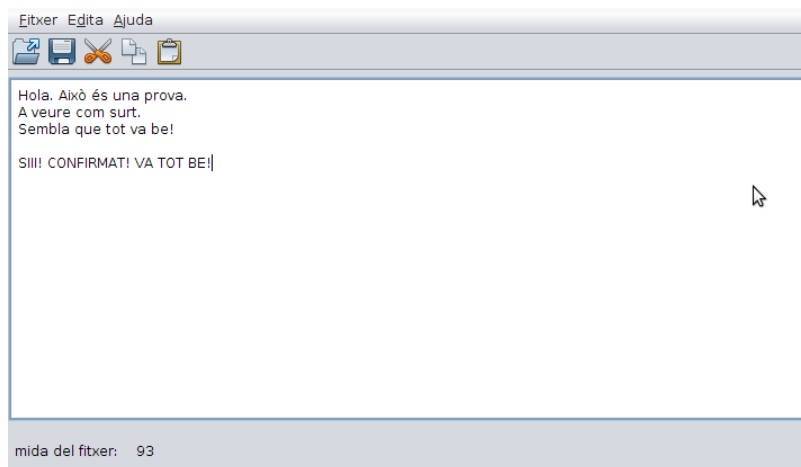 Fitxer Edita Ajuda
Hola. Això és una prova.
A veure com surt.
Sembla que tot va be!
SIII! CONFIRMAT! VA TOT BE!
mida del fitxer: 93